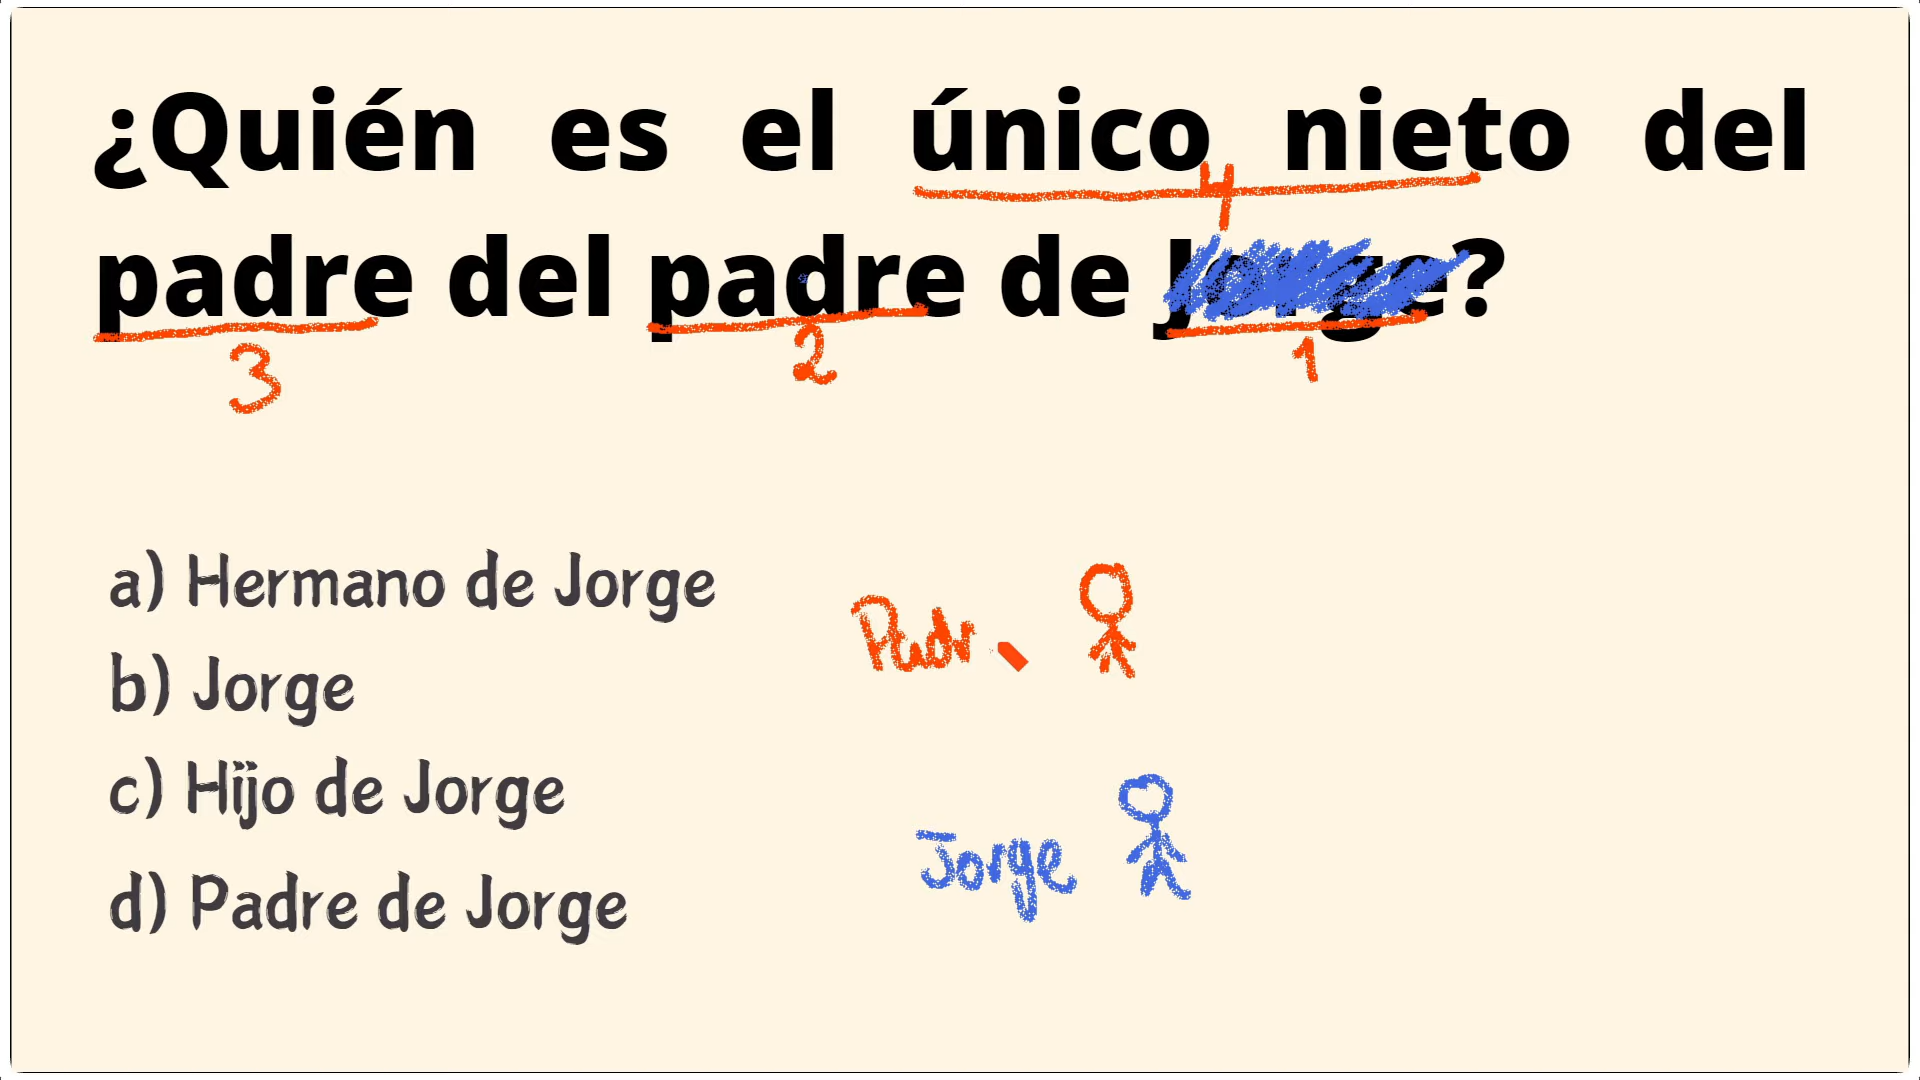 ¿Quién es el único nieto del
4
padre del padre de Jorge?
3 2 1
a) Hermano de Jorge
Padr
b) Jorge
c) Hijo de Jorge
Jorge
d) Padre de Jorge